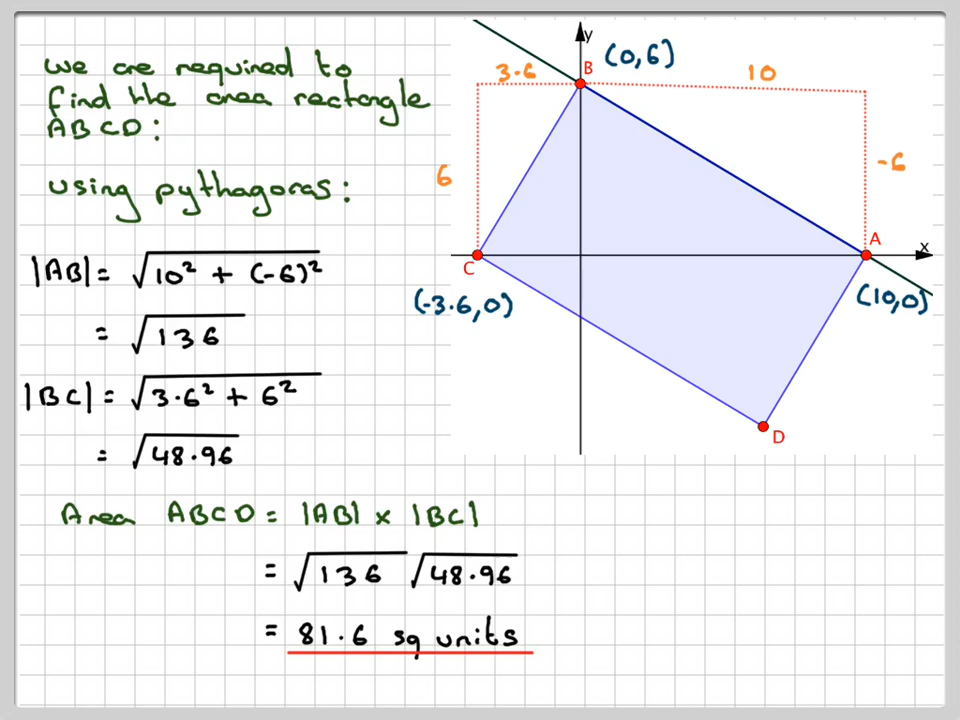 we are required to
find the area rectangle
ABCD:
using pythagoras:
|AB| = √10² + (-6)²
= √136
|BC| = √3.6² + 6²
= √48.96
Area ABCD = |AB| × |BC|
= √136 √48.96
= 81.6 sq units
y
(0,6)
B
3.6
10
6
-6
A
x
C
(-3.6,0)
(10,0)
D